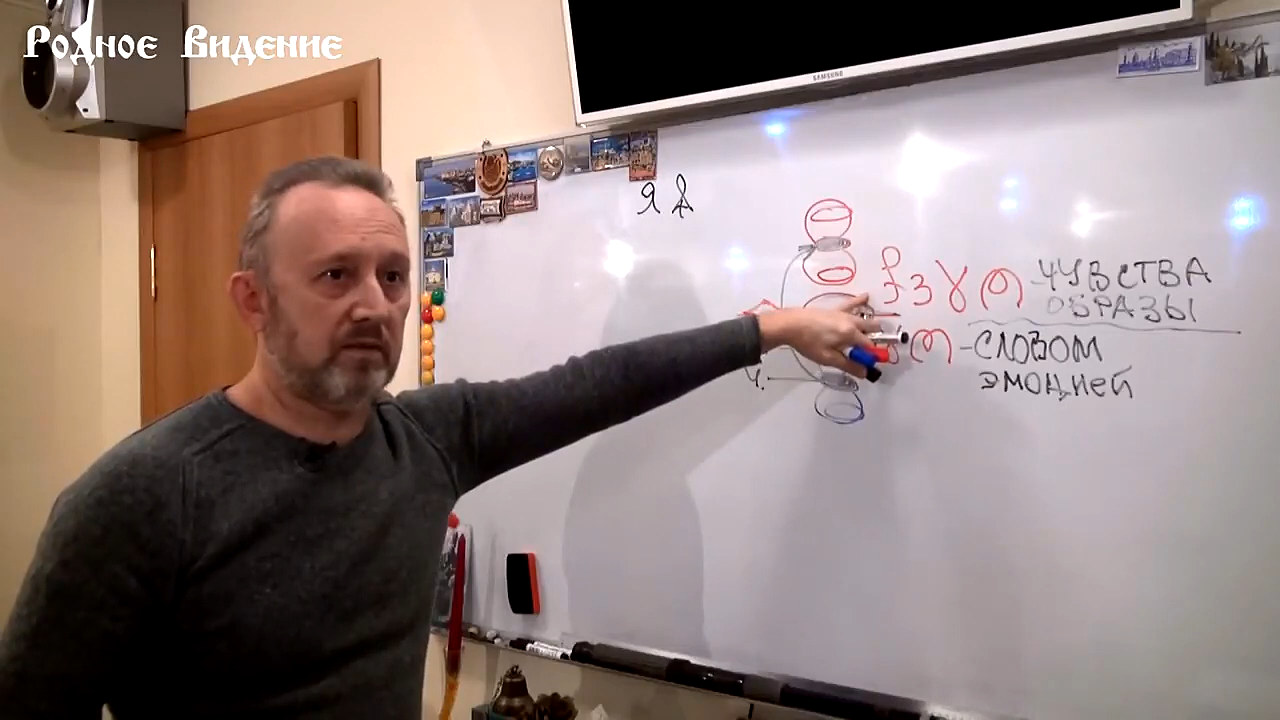 Родное Видение
SAMSUNG
Я
ЧУВСТВА
ОБРАЗЫ
-СЛОВОМ
ЭМОЦИЕЙ